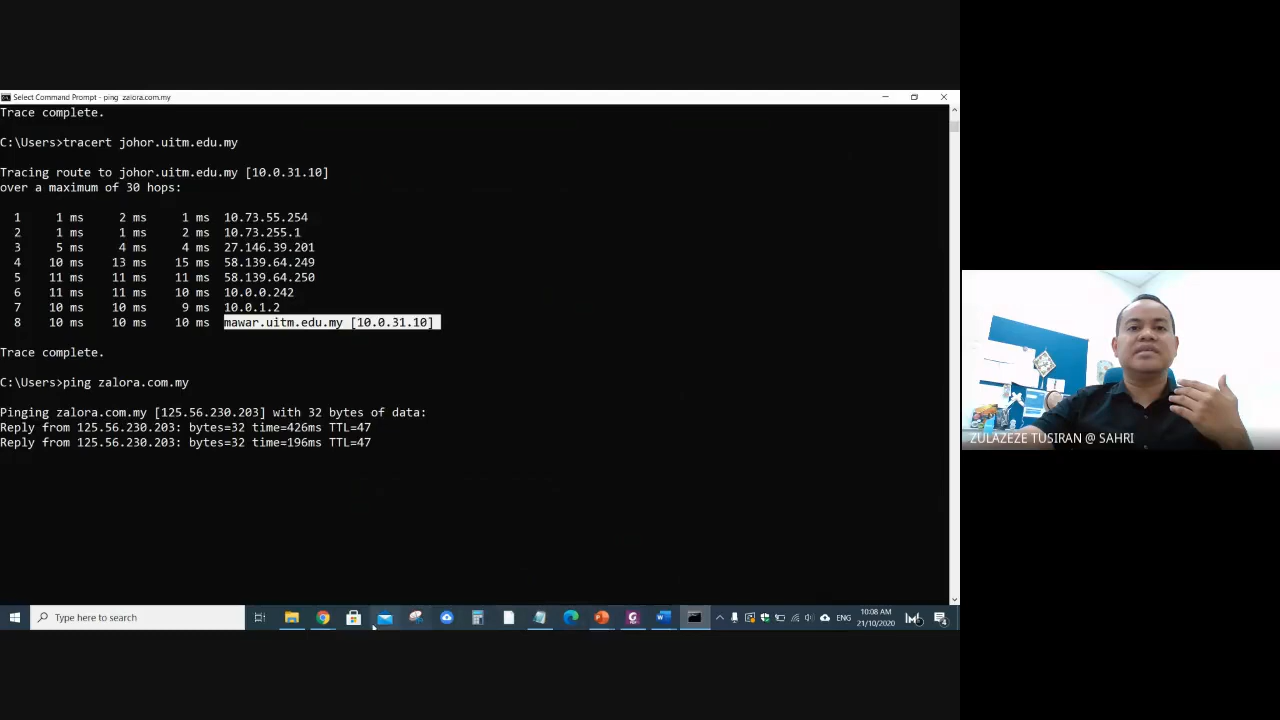 Select Command Prompt - ping zalora.com.my
Trace complete.
C:\Users>tracert johor.uitm.edu.my
Tracing route to johor.uitm.edu.my [10.0.31.10]
over a maximum of 30 hops:
1 1 ms 2 ms 1 ms 10.73.55.254
2 1 ms 1 ms 2 ms 10.73.255.1
3 5 ms 4 ms 4 ms 27.146.39.201
4 10 ms 13 ms 15 ms 58.139.64.249
5 11 ms 11 ms 11 ms 58.139.64.250
6 11 ms 11 ms 10 ms 10.0.0.242
7 10 ms 10 ms 9 ms 10.0.1.2
8 10 ms 10 ms 10 ms mawar.uitm.edu.my [10.0.31.10]
Trace complete.
C:\Users>ping zalora.com.my
Pinging zalora.com.my [125.56.230.203] with 32 bytes of data:
Reply from 125.56.230.203: bytes=32 time=426ms TTL=47
Reply from 125.56.230.203: bytes=32 time=196ms TTL=47
ZULAZEZE TUSIRAN @ SAHRI
Type here to search
ENG
10:08 AM
21/10/2020
4